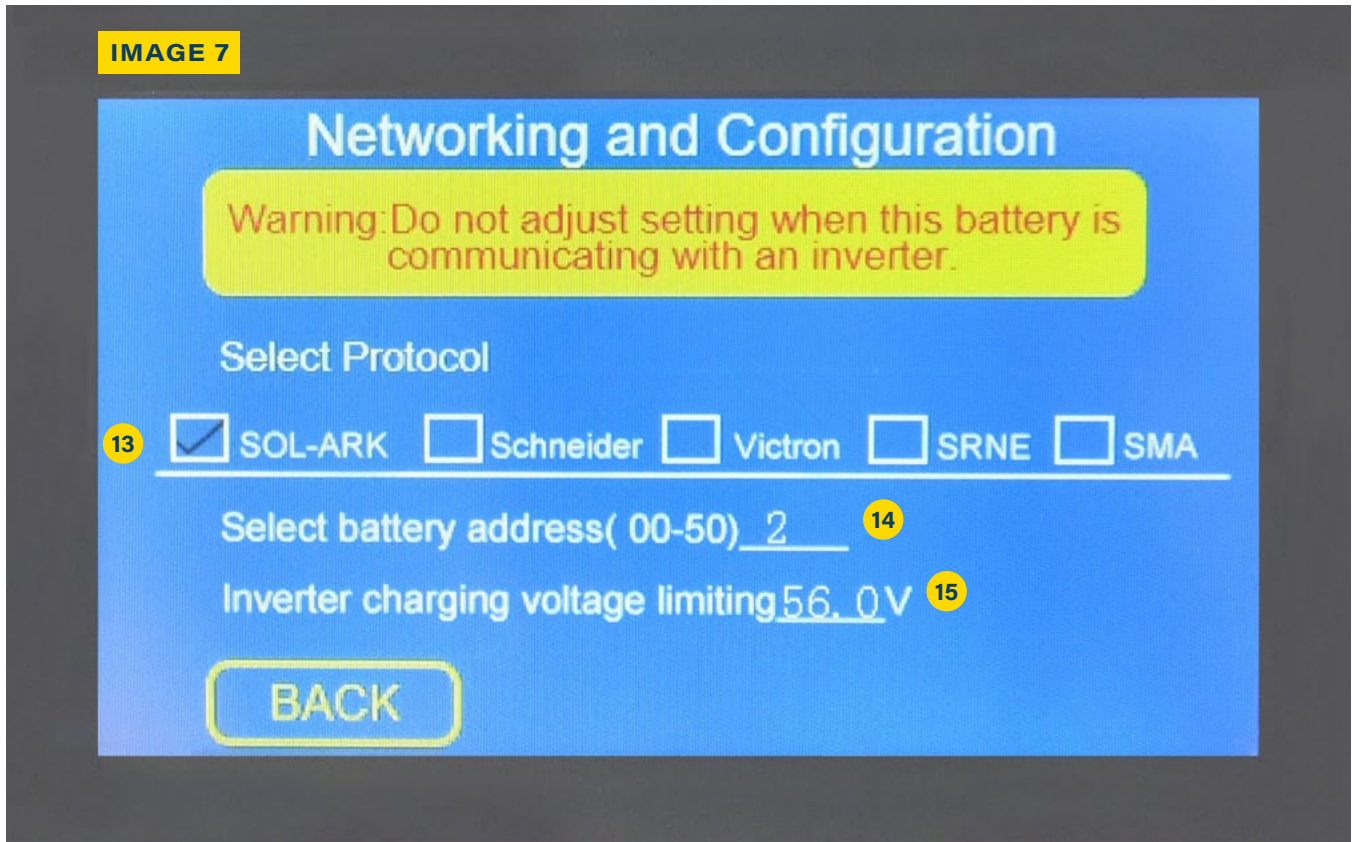 IMAGE 7
Networking and Configuration
Warning:Do not adjust setting when this battery is
communicating with an inverter.
Select Protocol
13 SOL-ARK Schneider Victron SRNE SMA
Select battery address( 00-50) 2 14
Inverter charging voltage limiting 56. 0V 15
BACK